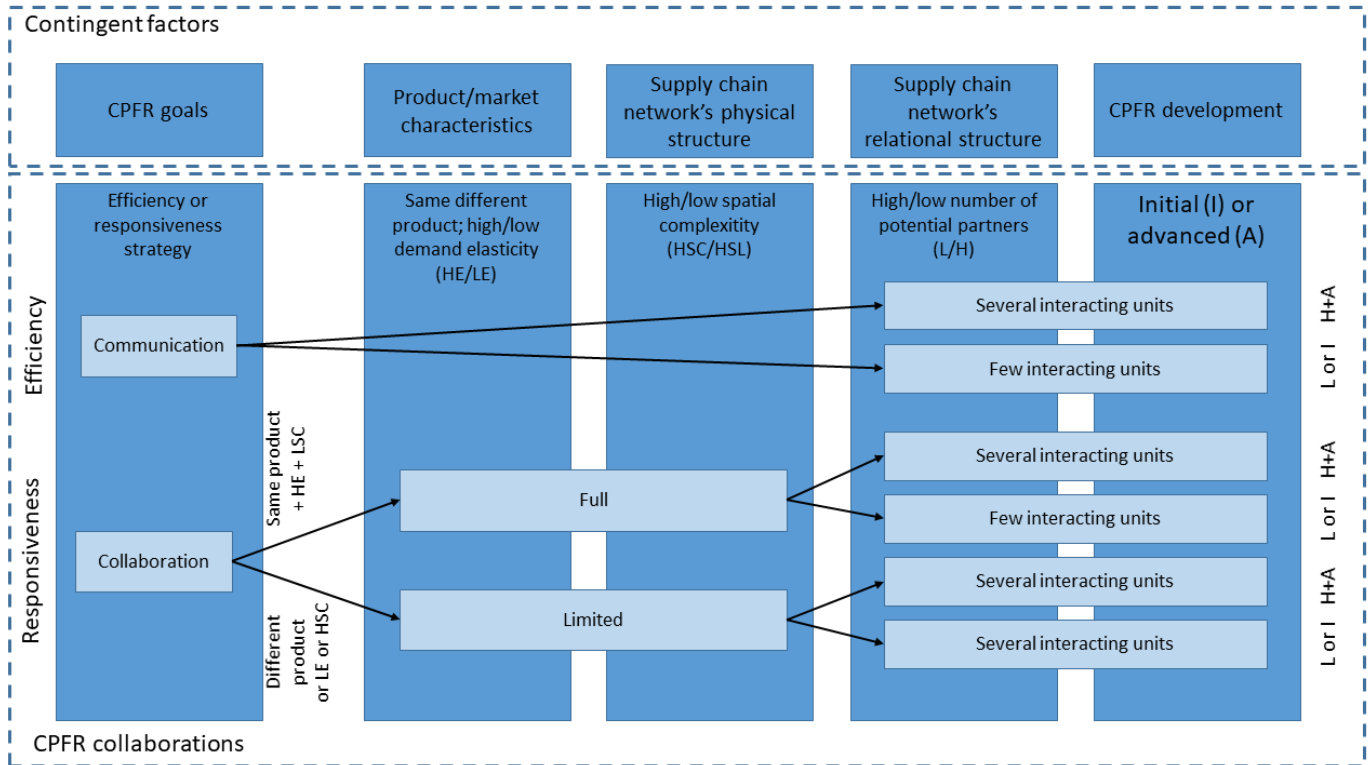 Contingent factors
CPFR goals
Product/market
characteristics
Supply chain
network's physical
structure
Supply chain
network's
relational structure
CPFR development
Efficiency or
responsiveness
strategy
Same different
product; high/low
demand elasticity
(HE/LE)
High/low spatial
complexitity
(HSC/HSL)
High/low number of
potential partners
(L/H)
Initial (I) or
advanced (A)
Efficiency
Communication
Several interacting units
H+A
Few interacting units
L or I
Responsiveness
Collaboration
Same product
+ HE + LSC
Full
Several interacting units
H+A
Few interacting units
L or I
Different
product
or LE or HSC
Limited
Several interacting units
H+A
Several interacting units
L or I
CPFR collaborations